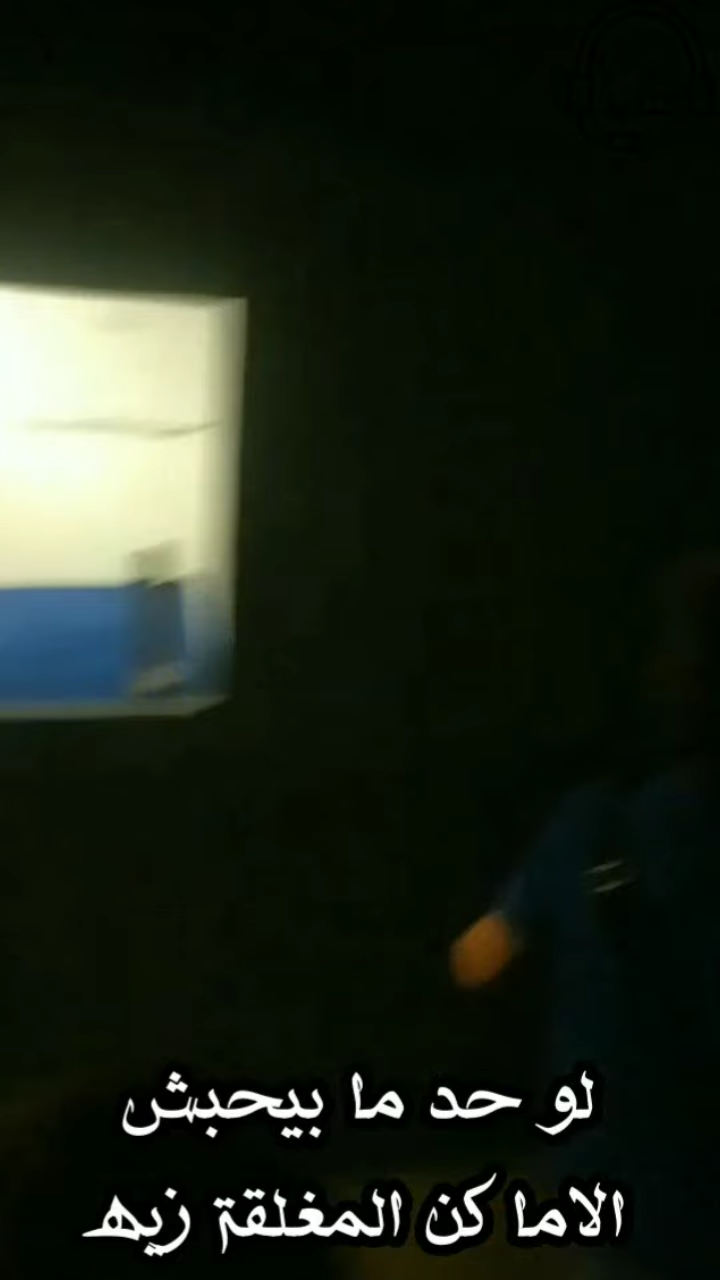 لو حد ما بيحبش
الاما كن المغلقة زيه